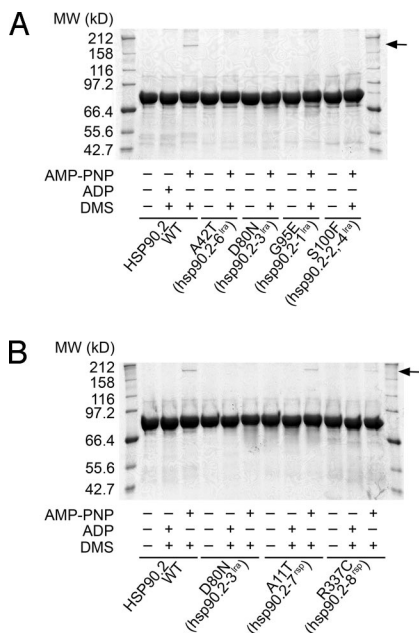 A
MW (kD)
212
158
116
97.2
66.4
55.6
42.7
AMP-PNP − − + − + − + − + − +
ADP − + − − − − − − − − −
DMS − + + − + − + − + − +
HSP90.2
WT
A42T
(hsp90.2-6lra)
D80N
(hsp90.2-3lra)
G95E
(hsp90.2-1lra)
S100F
(hsp90.2-2,-4lra)
B
MW (kD)
212
158
116
97.2
66.4
55.6
42.7
AMP-PNP − − + − − + − − + − − +
ADP − + − − + − − + − − + −
DMS − + + − + + − + + − + +
HSP90.2
WT
D80N
(hsp90.2-3lra)
A11T
(hsp90.2-7rsp)
R337C
(hsp90.2-8rsp)